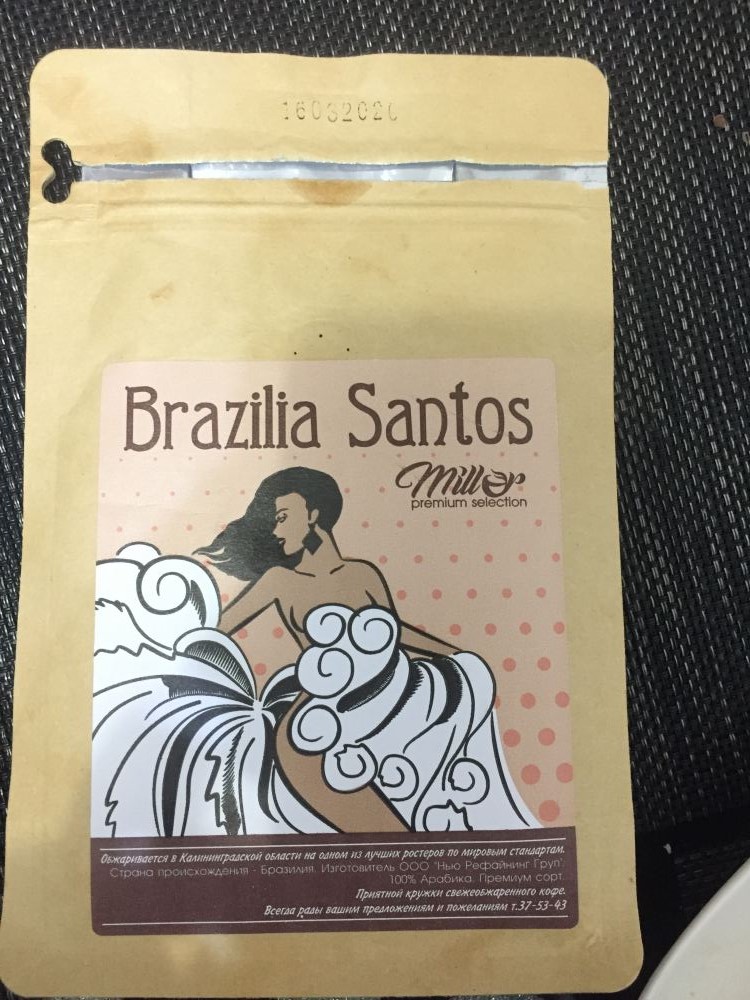 16032020
Brazilia Santos
Miller
premium selection
Обжаривается в Калининградской области на одном из лучших ростеров по мировым стандартам.
Страна происхождения - Бразилия. Изготовитель ООО "Нью Рефайнинг Груп".
100% Арабика. Премиум сорт.
Приятной кружки свежеобжаренного кофе.
Всегда рады вашим предложениям и пожеланиям т.37-53-43